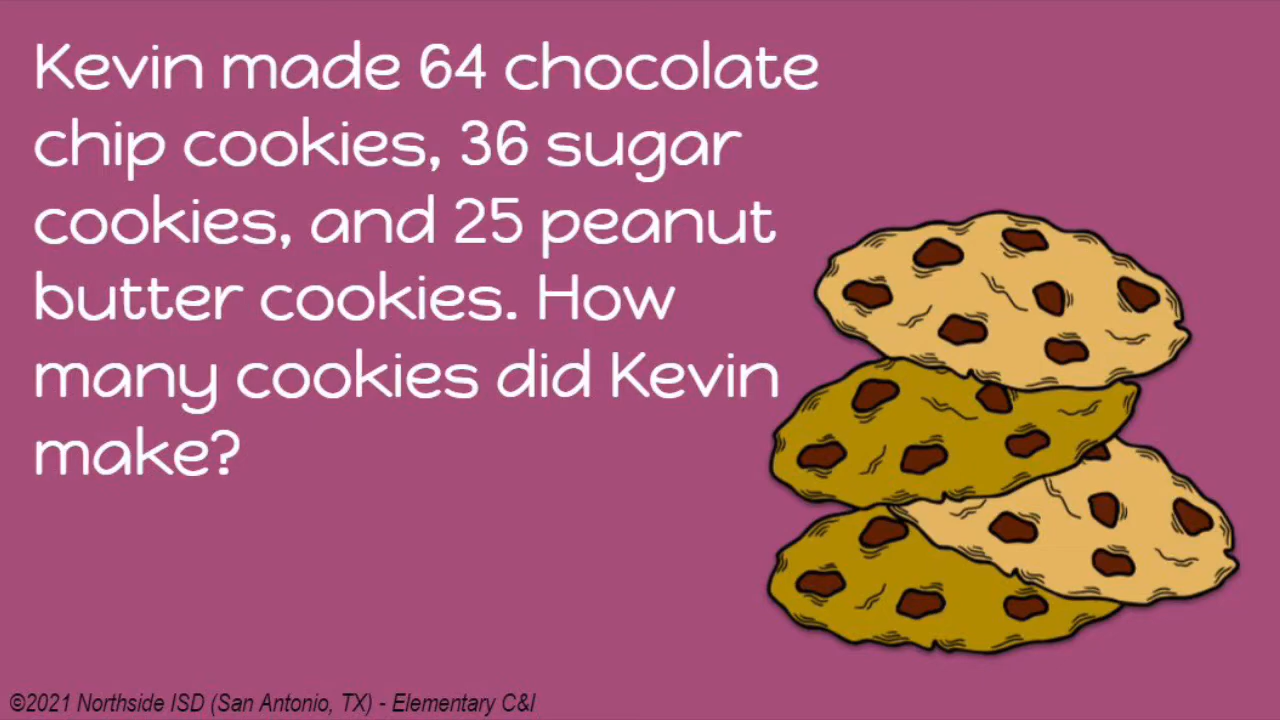 Kevin made 64 chocolate
chip cookies, 36 sugar
cookies, and 25 peanut
butter cookies. How
many cookies did Kevin
make?
©2021 Northside ISD (San Antonio, TX) - Elementary C&I